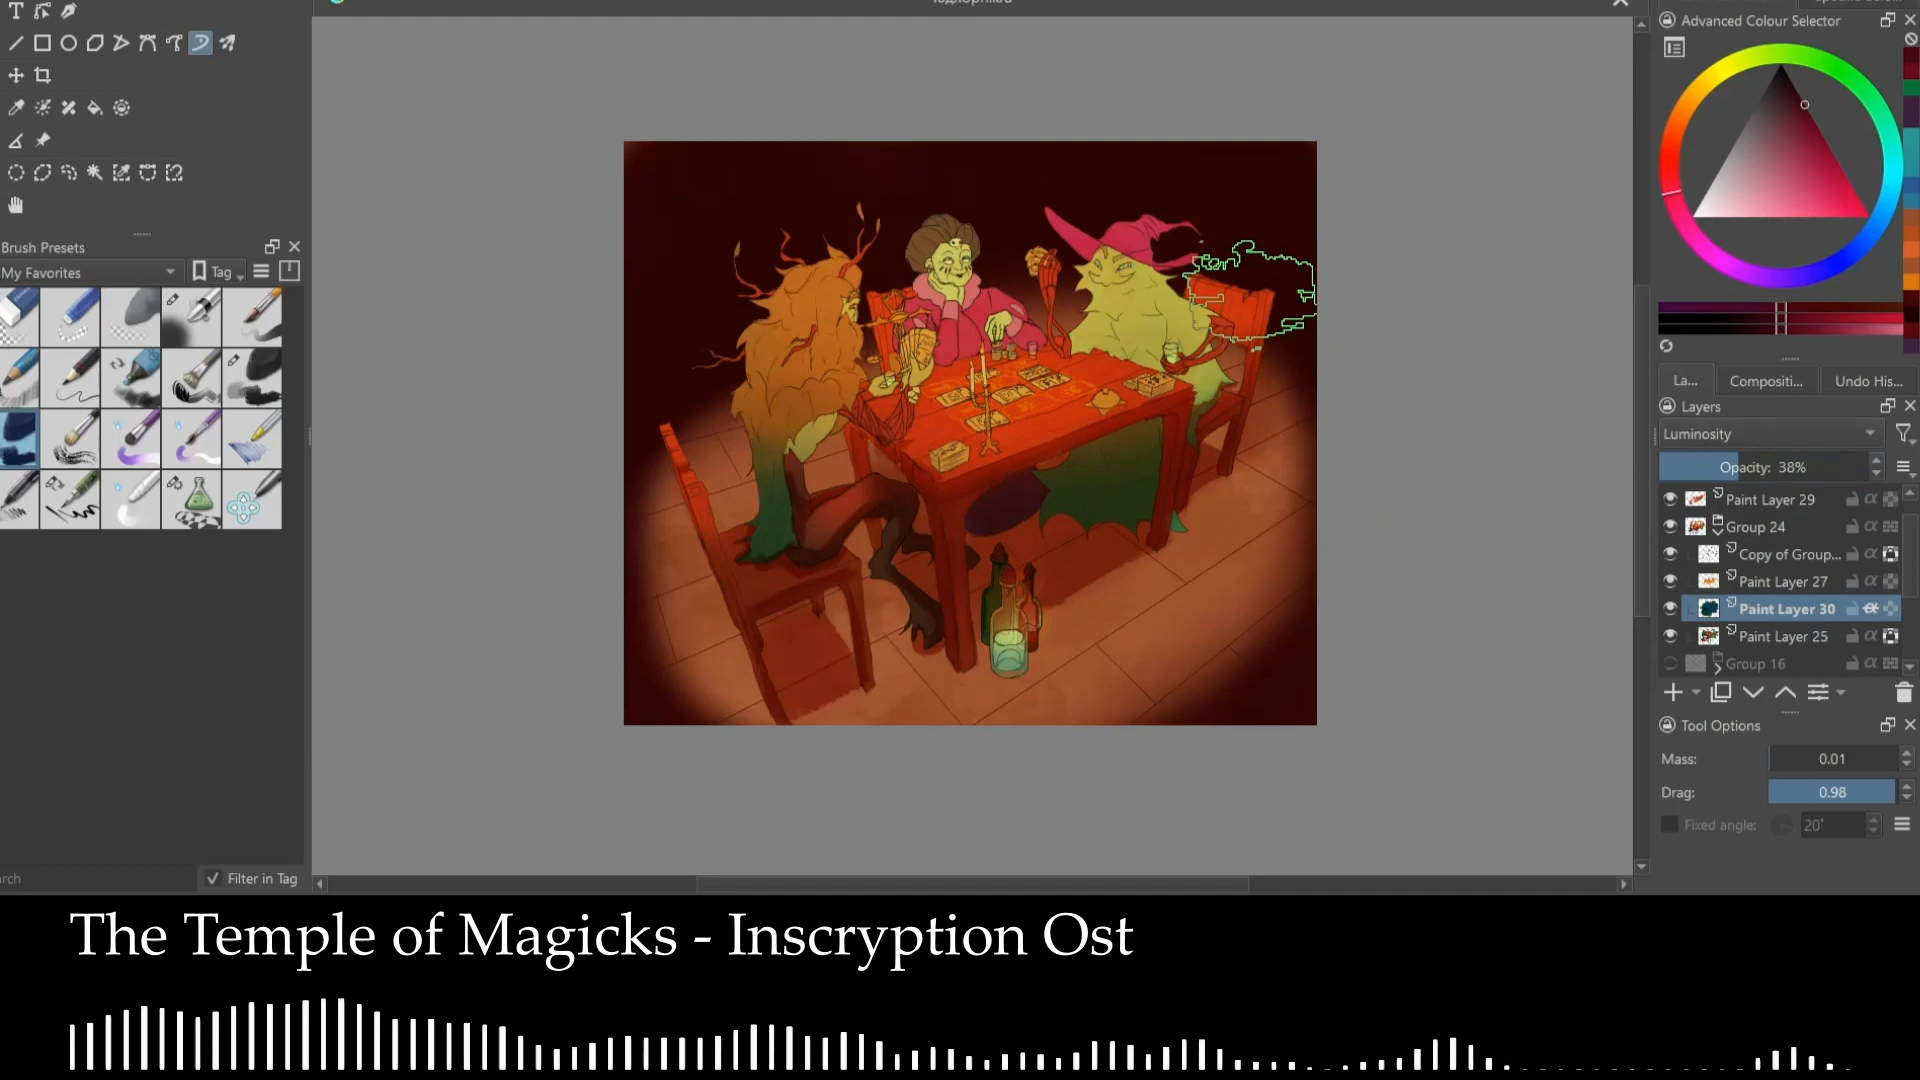 Advanced Colour Selector
Brush Presets
My Favorites
Tag
La...
Compositi...
Undo His...
Layers
Luminosity
Opacity: 38%
Paint Layer 29
Group 24
Copy of Group...
Paint Layer 27
Paint Layer 30
Paint Layer 25
Group 16
Tool Options
Mass:
0.01
Drag:
0.98
Fixed angle:
20°
rch
Filter in Tag
The Temple of Magicks - Inscryption Ost